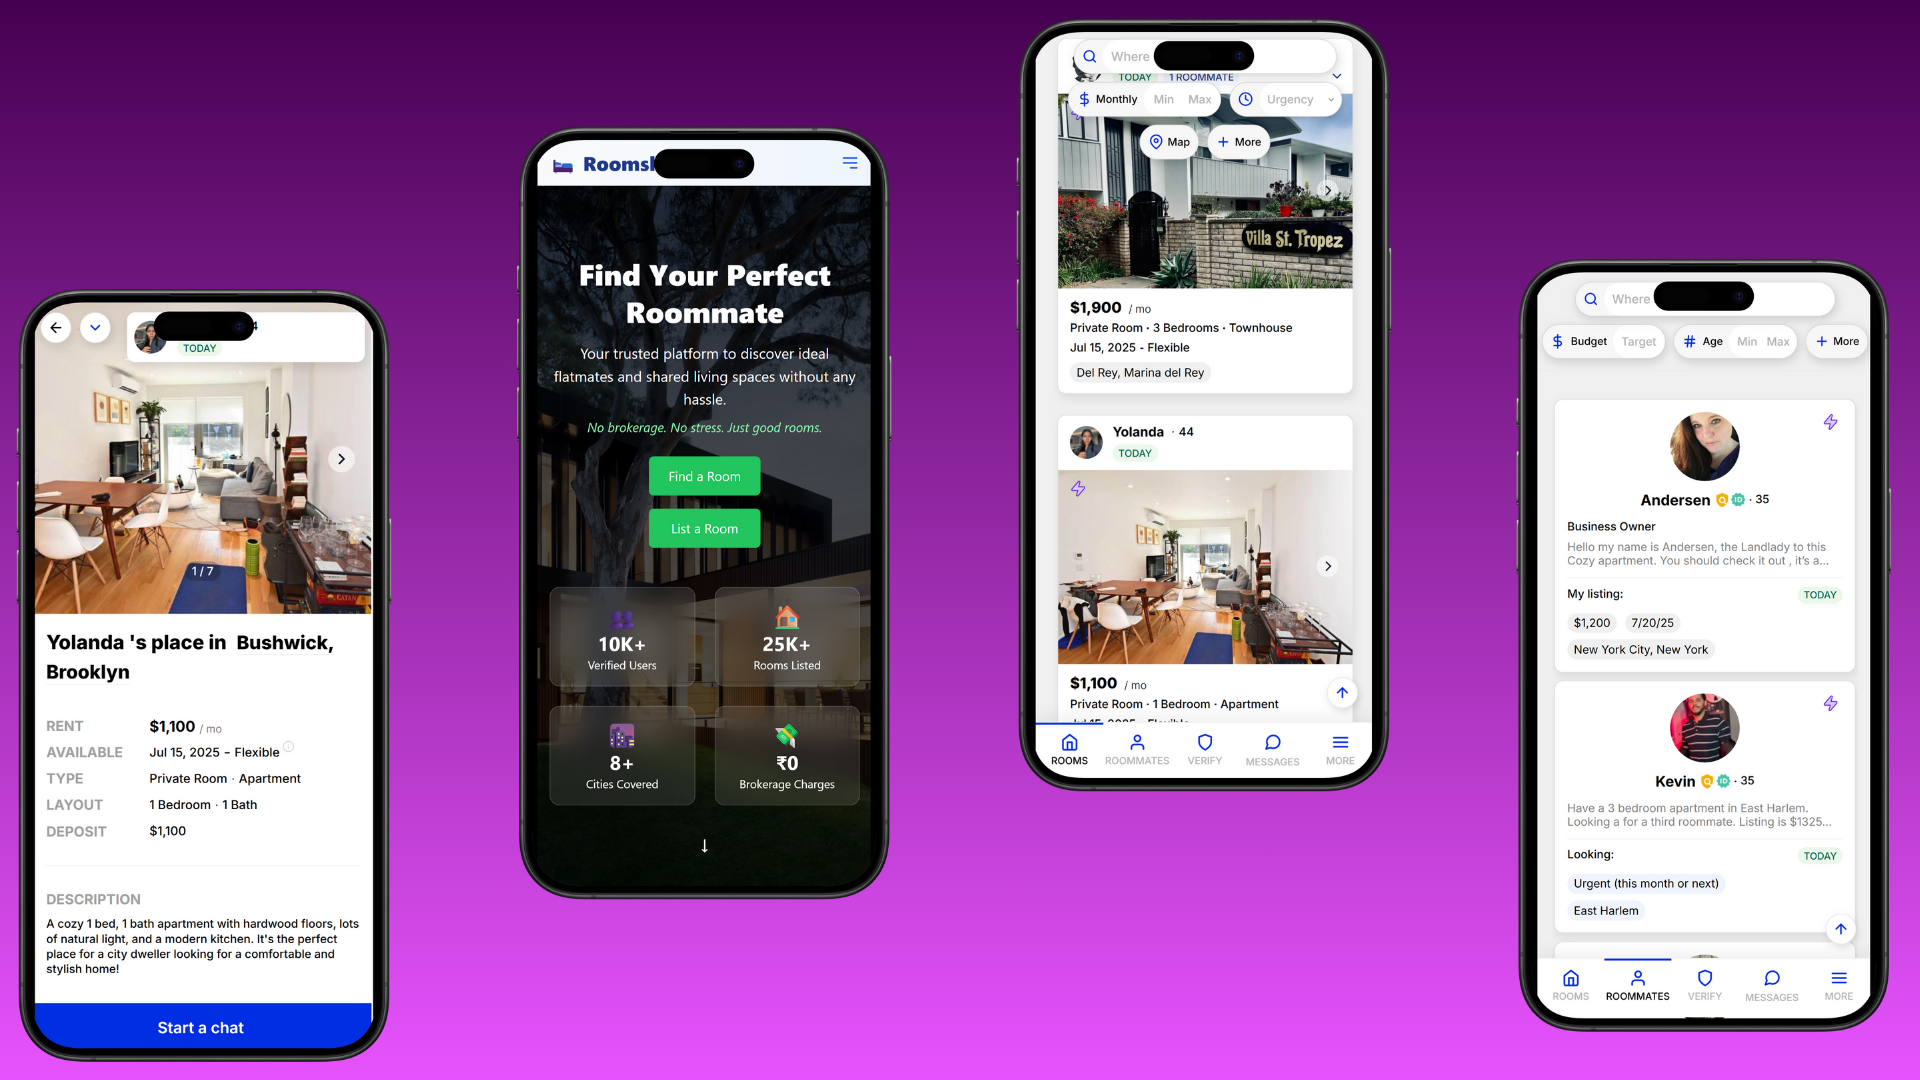 4
TODAY
1 / 7
Yolanda 's place in Bushwick,
Brooklyn
RENT $1,100 / mo
AVAILABLE Jul 15, 2025 - Flexible
TYPE Private Room · Apartment
LAYOUT 1 Bedroom · 1 Bath
DEPOSIT $1,100
DESCRIPTION
A cozy 1 bed, 1 bath apartment with hardwood floors, lots
of natural light, and a modern kitchen. It's the perfect
place for a city dweller looking for a comfortable and
stylish home!
Start a chat
Find Your Perfect
Roommate
Your trusted platform to discover ideal
flatmates and shared living spaces without any
hassle.
No brokerage. No stress. Just good rooms.
Find a Room
List a Room
10K+
Verified Users
25K+
Rooms Listed
8+
Cities Covered
₹0
Brokerage Charges
Where
TODAY 1 ROOMMATE
$ Monthly Min Max Urgency
Map + More
Villa St. Tropez
$1,900 / mo
Private Room · 3 Bedrooms · Townhouse
Jul 15, 2025 - Flexible
Del Rey, Marina del Rey
Yolanda · 44
TODAY
$1,100 / mo
Private Room · 1 Bedroom · Apartment
Jul 15, 2025 - Flexible
ROOMS ROOMMATES VERIFY MESSAGES MORE
Where
$ Budget Target # Age Min Max + More
Andersen ID · 35
Business Owner
Hello my name is Andersen, the Landlady to this
Cozy apartment. You should check it out , it's a...
My listing: TODAY
$1,200 7/20/25
New York City, New York
Kevin ID · 35
Have a 3 bedroom apartment in East Harlem.
Looking a for a third roommate. Listing is $1325...
Looking: TODAY
Urgent (this month or next)
East Harlem
ROOMS ROOMMATES VERIFY MESSAGES MORE